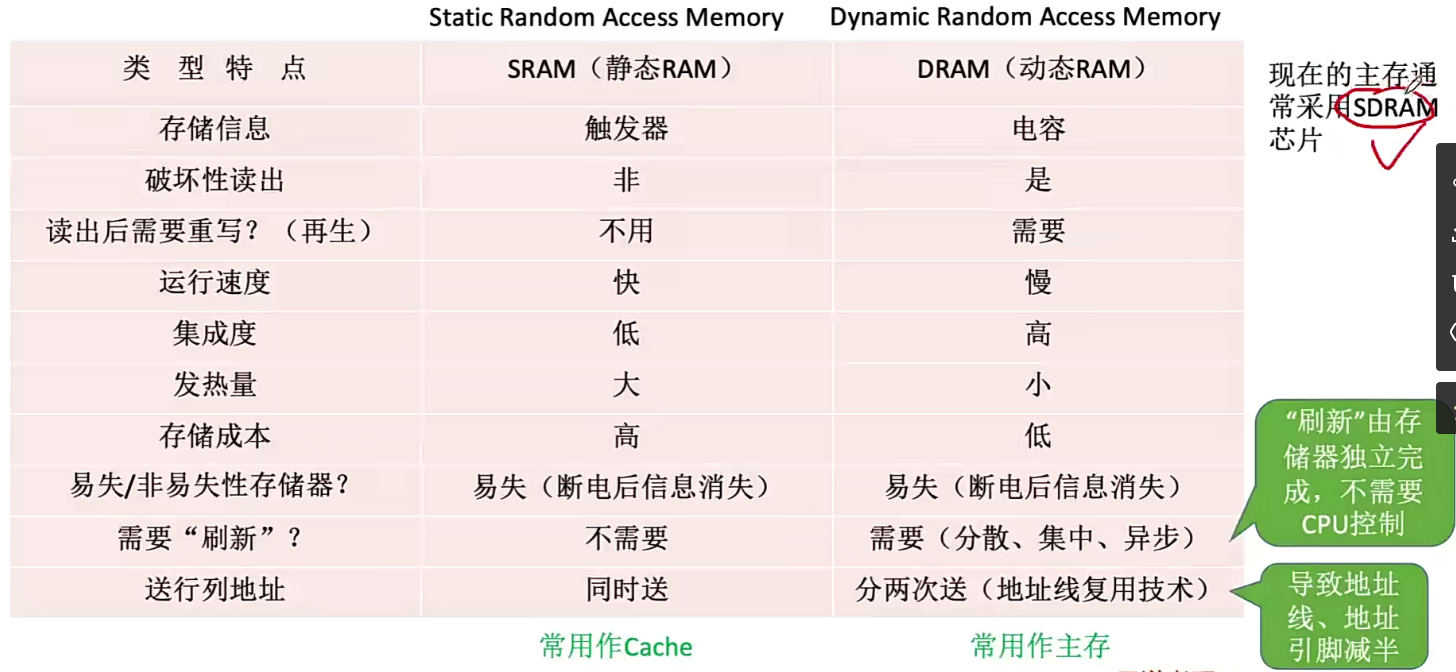 Static Random Access Memory Dynamic Random Access Memory
类 型 特 点 SRAM（静态RAM） DRAM（动态RAM）
存储信息 触发器 电容
破坏性读出 非 是
读出后需要重写？（再生） 不用 需要
运行速度 快 慢
集成度 低 高
发热量 大 小
存储成本 高 低
易失/非易失性存储器？ 易失（断电后信息消失） 易失（断电后信息消失）
需要“刷新”？ 不需要 需要（分散、集中、异步）
送行列地址 同时送 分两次送（地址线复用技术）
常用作Cache 常用作主存
现在的主存通
常采用SDRAM
芯片
“刷新”由存
储器独立完
成，不需要
CPU控制
导致地址
线、地址
引脚减半